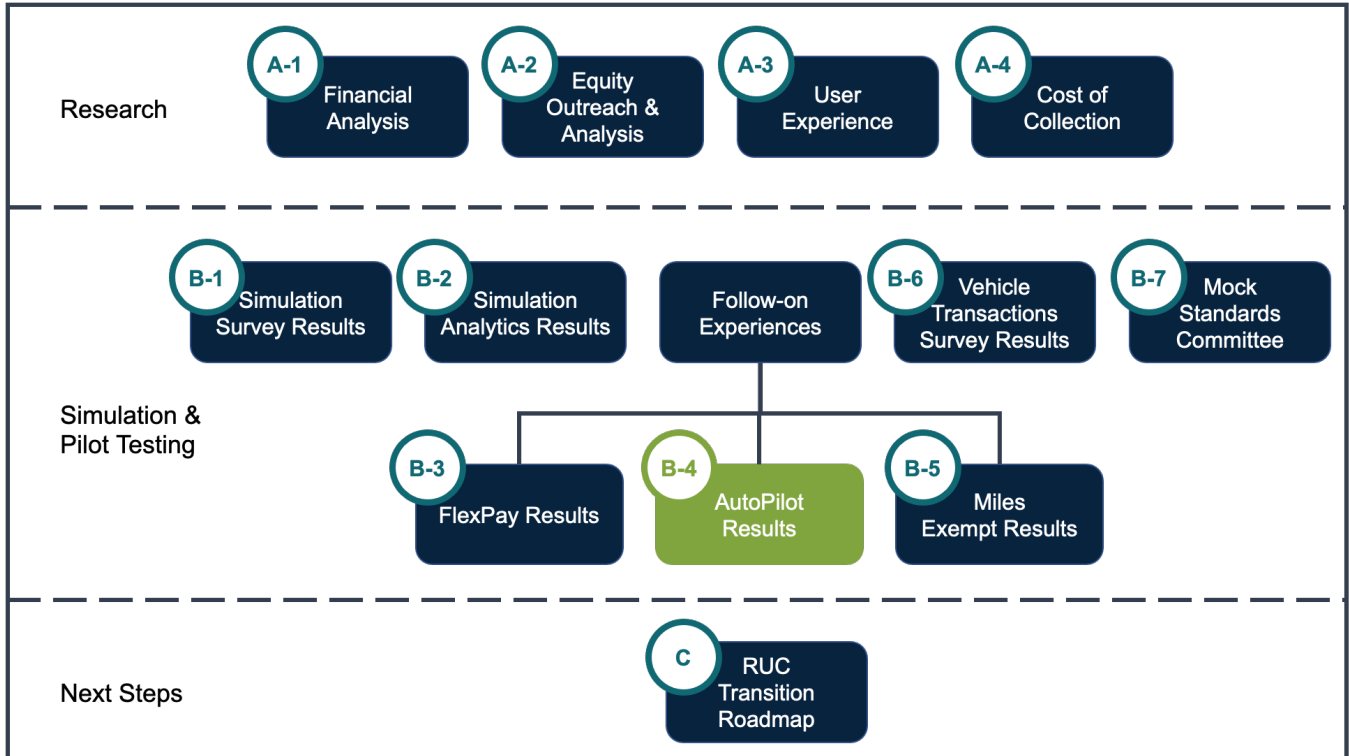 Research
A-1
Financial
Analysis
A-2
Equity
Outreach &
Analysis
A-3
User
Experience
A-4
Cost of
Collection
Simulation &
Pilot Testing
B-1
Simulation
Survey Results
B-2
Simulation
Analytics Results
Follow-on
Experiences
B-6
Vehicle
Transactions
Survey Results
B-7
Mock
Standards
Committee
B-3
FlexPay Results
B-4
AutoPilot
Results
B-5
Miles
Exempt Results
Next Steps
C
RUC
Transition
Roadmap